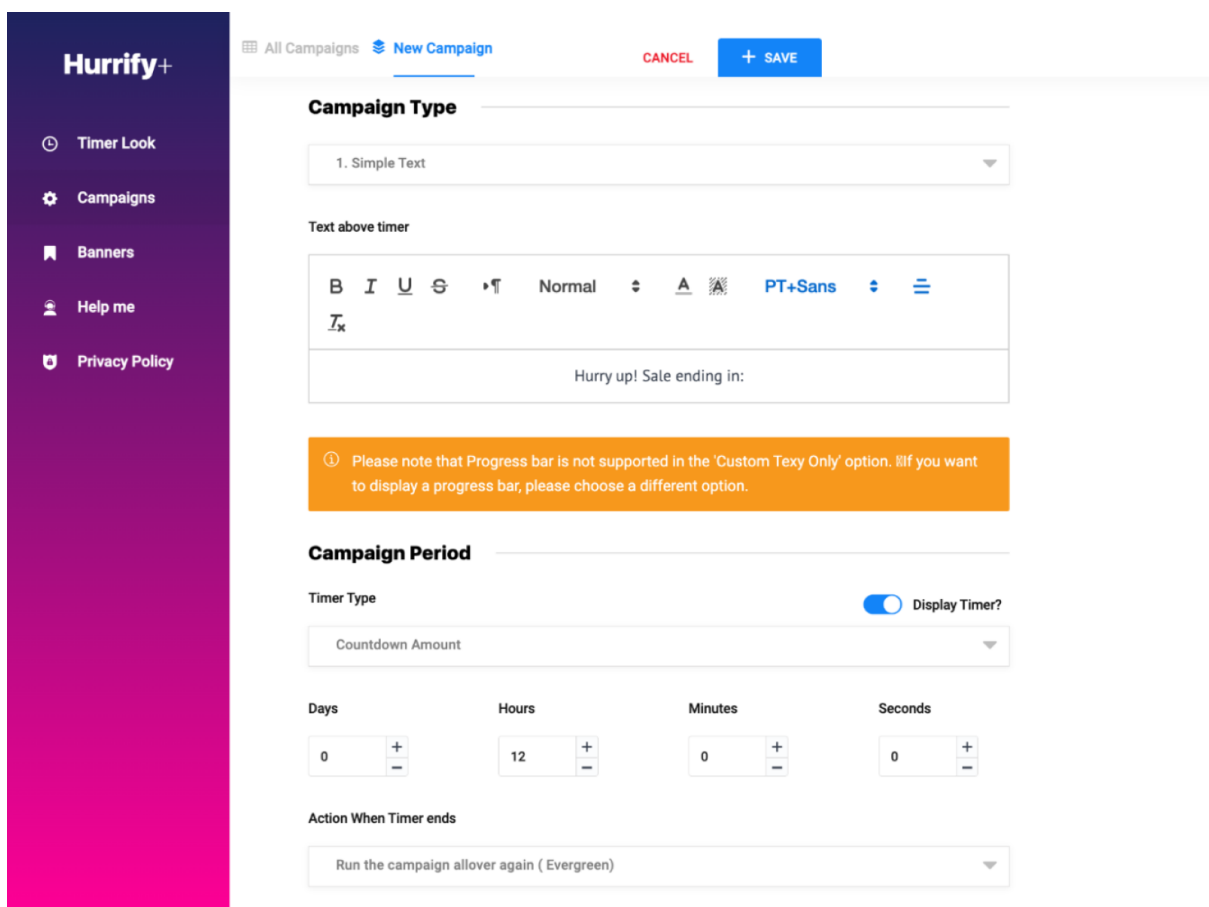 Hurrify+
Timer Look
Campaigns
Banners
Help me
Privacy Policy
All Campaigns New Campaign CANCEL + SAVE
Campaign Type
1. Simple Text
Text above timer
B I U S ¶ Normal A A PT+Sans
Tx
Hurry up! Sale ending in:
Please note that Progress bar is not supported in the 'Custom Texy Only' option. If you want
to display a progress bar, please choose a different option.
Campaign Period
Timer Type Display Timer?
Countdown Amount
Days Hours Minutes Seconds
0 + − 12 + − 0 + − 0 + −
Action When Timer ends
Run the campaign allover again ( Evergreen)